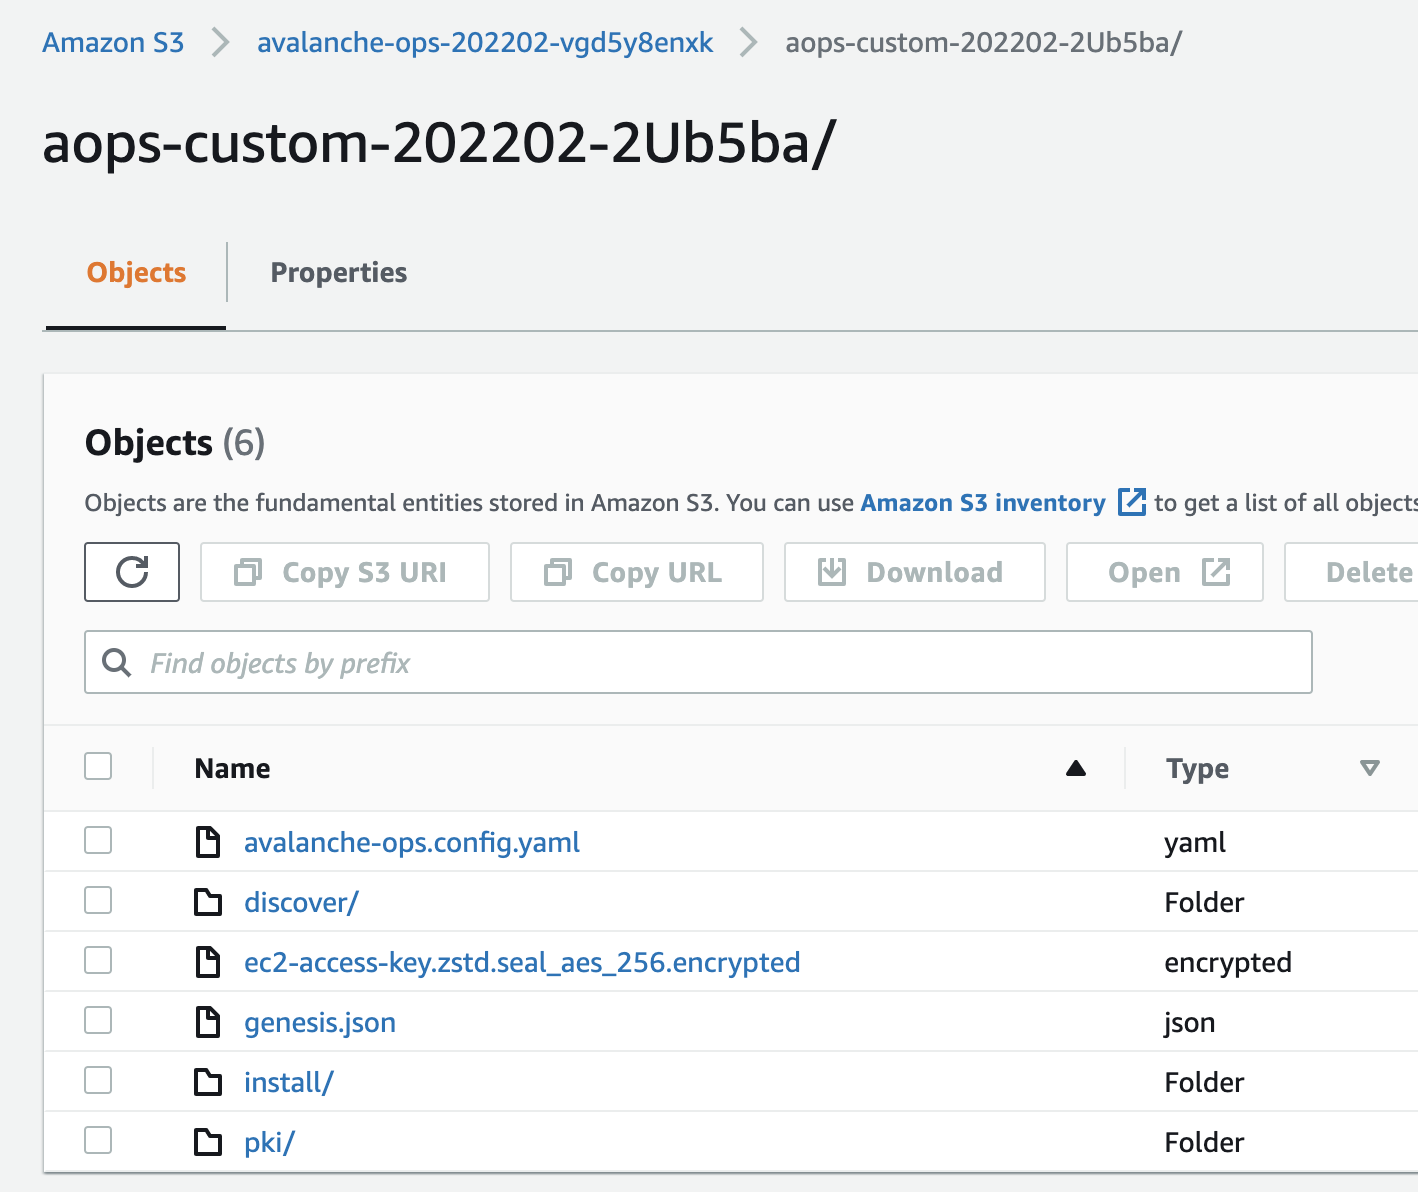 Amazon S3 avalanche-ops-202202-vgd5y8enxk aops-custom-202202-2Ub5ba/
aops-custom-202202-2Ub5ba/
Objects Properties
Objects (6)
Objects are the fundamental entities stored in Amazon S3. You can use Amazon S3 inventory to get a list of all objects
Copy S3 URI Copy URL Download Open Delete
Find objects by prefix
Name Type
avalanche-ops.config.yaml yaml
discover/ Folder
ec2-access-key.zstd.seal_aes_256.encrypted encrypted
genesis.json json
install/ Folder
pki/ Folder